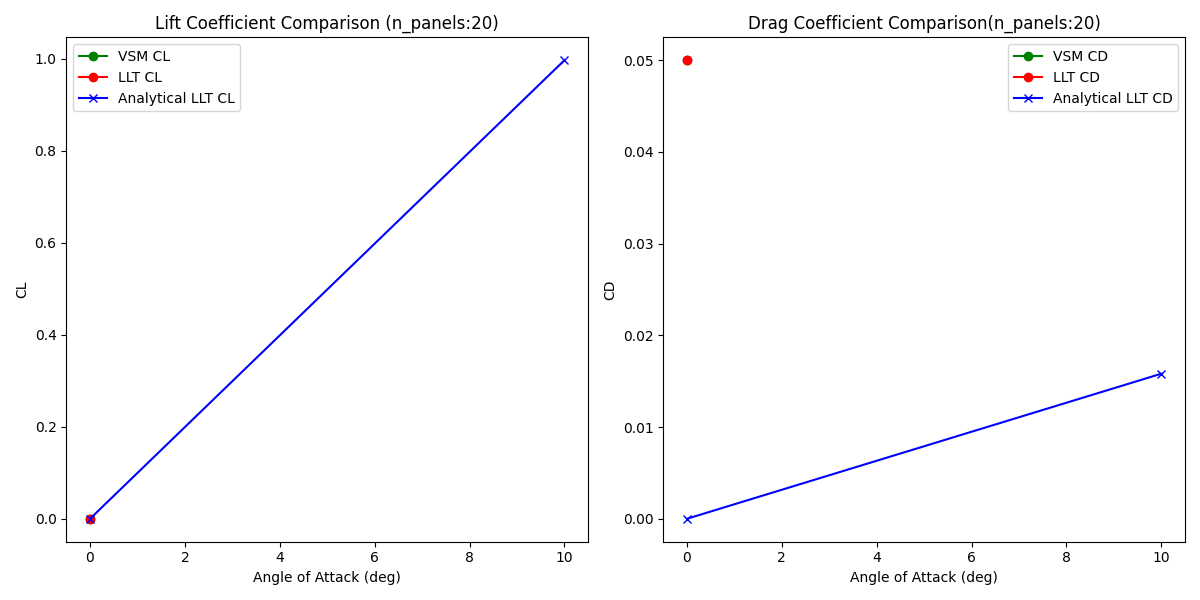 Lift Coefficient Comparison (n_panels:20)
VSM CL
LLT CL
Analytical LLT CL
1.0
0.8
0.6
0.4
0.2
0.0
CL
0 2 4 6 8 10
Angle of Attack (deg)
Drag Coefficient Comparison(n_panels:20)
VSM CD
LLT CD
Analytical LLT CD
0.05
0.04
0.03
0.02
0.01
0.00
CD
0 2 4 6 8 10
Angle of Attack (deg)